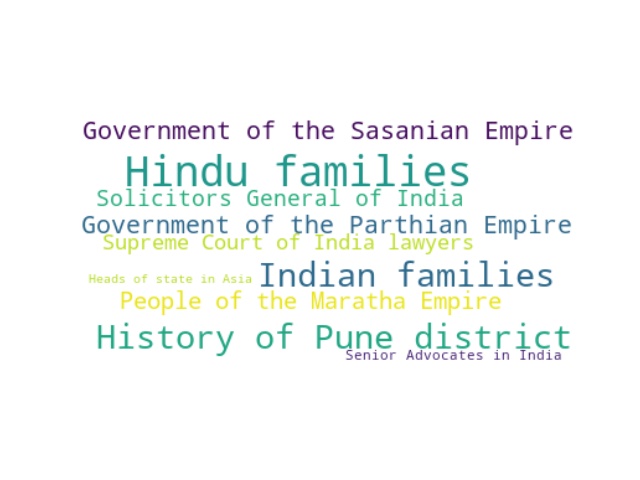 Government of the Sasanian Empire
Hindu families
Solicitors General of India
Government of the Parthian Empire
Supreme Court of India lawyers
Heads of state in Asia
Indian families
People of the Maratha Empire
History of Pune district
Senior Advocates in India